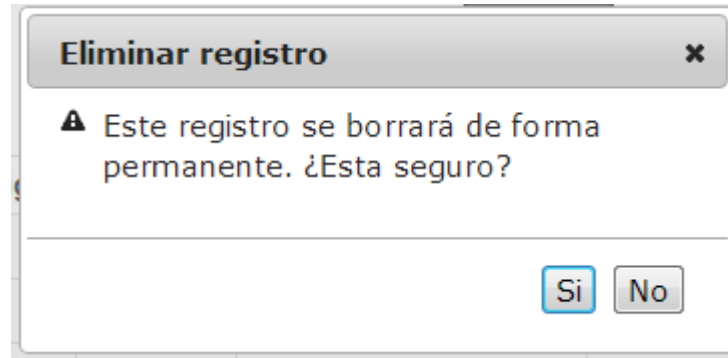 Eliminar registro
Este registro se borrará de forma
permanente. ¿Esta seguro?
Si No